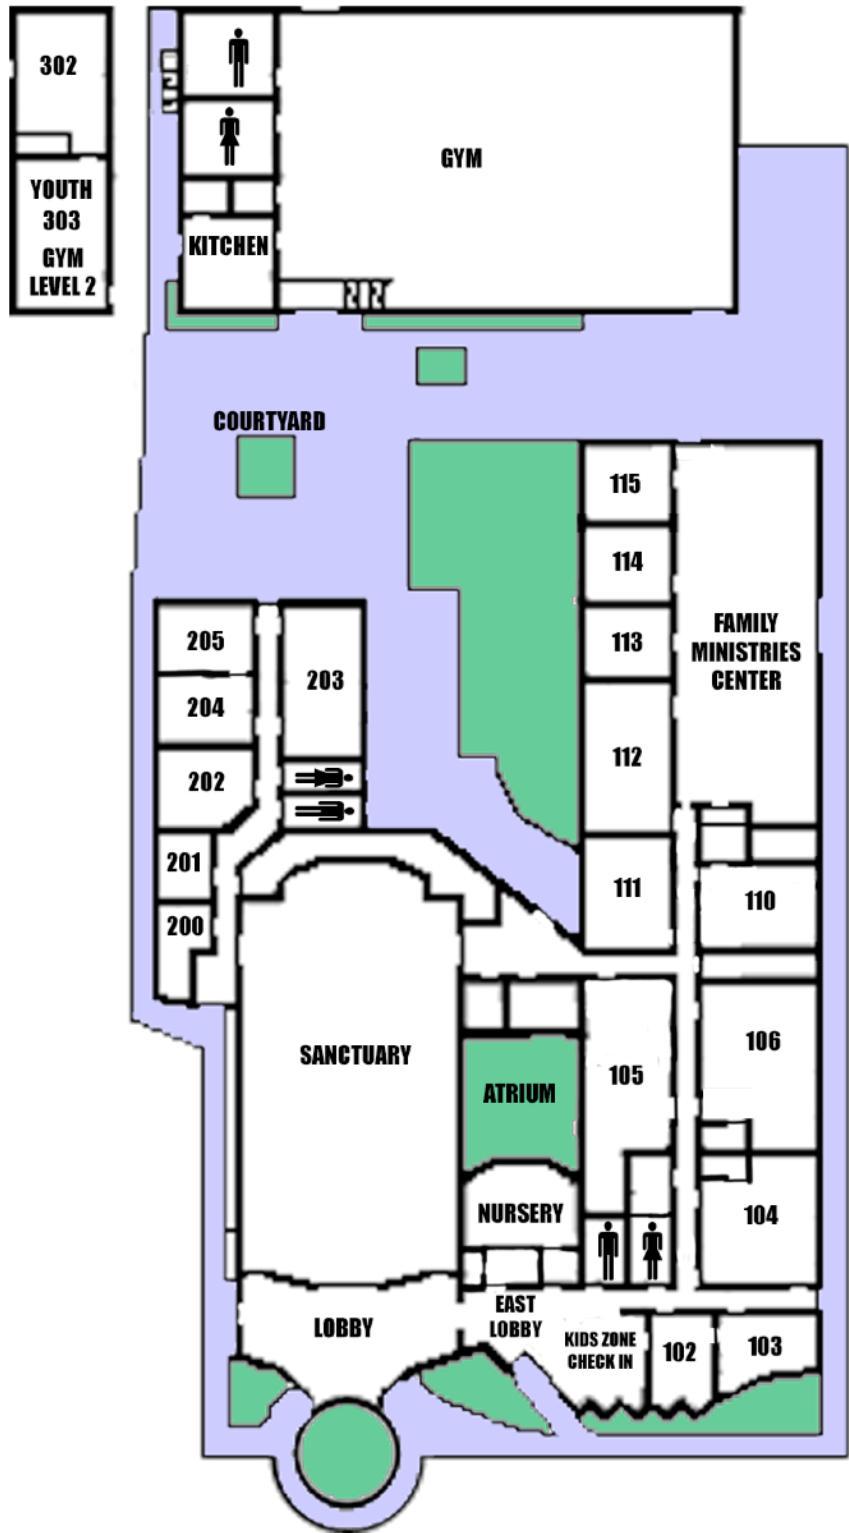 302
YOUTH
303
GYM
LEVEL 2
GYM
KITCHEN
COURTYARD
115
114
113
112
111
FAMILY
MINISTRIES
CENTER
205
204
203
202
201
200
110
SANCTUARY
ATRIUM
105
106
NURSERY
104
LOBBY
EAST
LOBBY
KIDS ZONE
CHECK IN
102
103